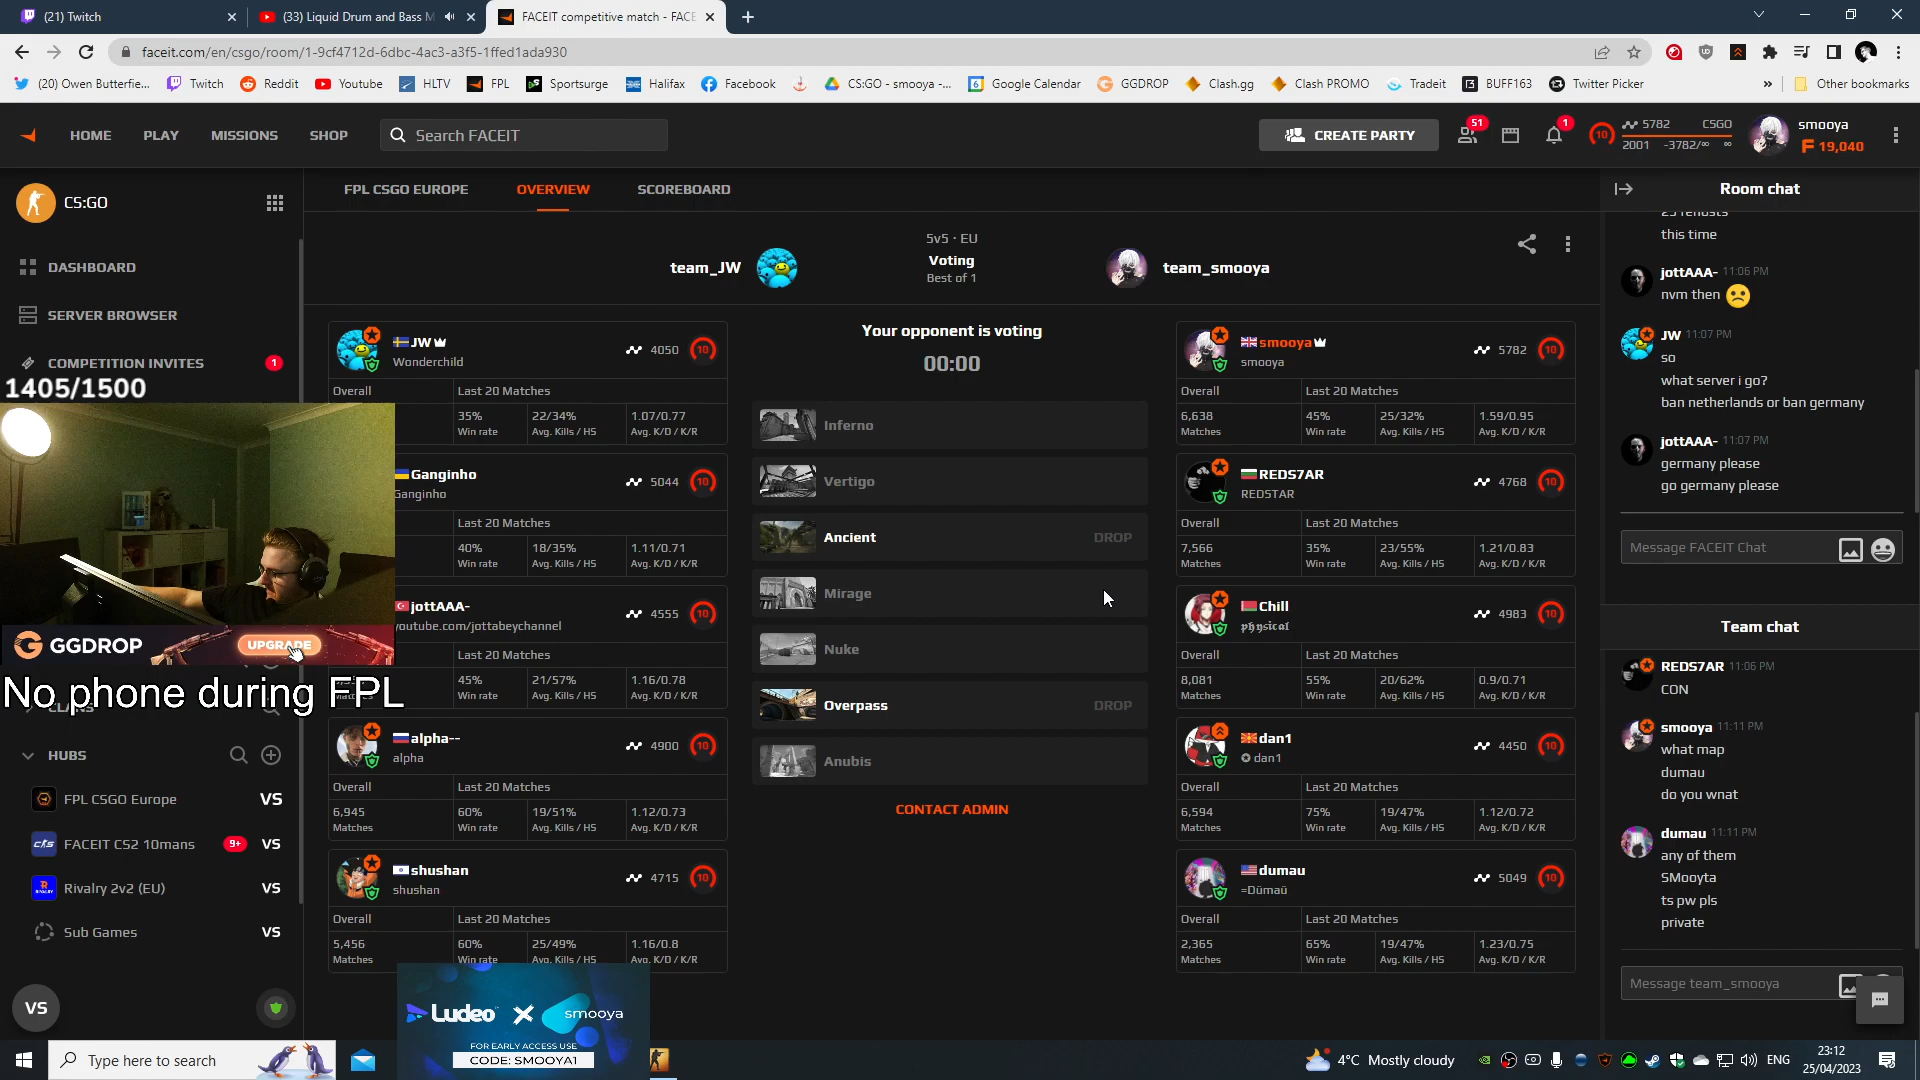 (21) Twitch
(33) Liquid Drum and Bass M
FACEIT competitive match - FACE
faceit.com/en/csgo/room/1-9cf4712d-6dbc-4ac3-a3f5-1ffed1ada930
(20) Owen Butterfie...
Twitch
Reddit
Youtube
HLTV
FPL
Sportsurge
Halifax
Facebook
CS:GO - smooya -...
Google Calendar
GGDROP
Clash.gg
Clash PROMO
Tradeit
BUFF163
Twitter Picker
Other bookmarks
HOME
PLAY
MISSIONS
SHOP
Search FACEIT
CREATE PARTY
51
1
10
5782
CSGO
2001
-3782/∞
∞
smooya
19,040
CS:GO
DASHBOARD
SERVER BROWSER
COMPETITION INVITES
1
1405/1500
GGDROP
UPGRADE
No phone during FPL
HUBS
FPL CSGO Europe
VS
FACEIT CS2 10mans
9+
VS
Rivalry 2v2 (EU)
VS
Sub Games
VS
VS
FPL CSGO EUROPE
OVERVIEW
SCOREBOARD
team_JW
5v5 · EU
Voting
Best of 1
team_smooya
JW
Wonderchild
4050
10
Overall
Last 20 Matches
35%
Win rate
22/34%
Avg. Kills / HS
1.07/0.77
Avg. K/D / K/R
Ganginho
Ganginho
5044
10
Last 20 Matches
40%
Win rate
18/35%
Avg. Kills / HS
1.11/0.71
Avg. K/D / K/R
jottAAA-
youtube.com/jottabeychannel
4555
10
Last 20 Matches
45%
Win rate
21/57%
Avg. Kills / HS
1.16/0.78
Avg. K/D / K/R
alpha--
alpha
4900
10
Overall
Last 20 Matches
6,945
Matches
60%
Win rate
19/51%
Avg. Kills / HS
1.12/0.73
Avg. K/D / K/R
shushan
shushan
4715
10
Overall
Last 20 Matches
5,456
Matches
60%
Win rate
25/49%
Avg. Kills / HS
1.16/0.8
Avg. K/D / K/R
Your opponent is voting
00:00
Inferno
Vertigo
Ancient
DROP
Mirage
Nuke
Overpass
DROP
Anubis
CONTACT ADMIN
smooya
smooya
5782
10
Overall
Last 20 Matches
6,638
Matches
45%
Win rate
25/32%
Avg. Kills / HS
1.59/0.95
Avg. K/D / K/R
REDS7AR
REDSTAR
4768
10
Overall
Last 20 Matches
7,566
Matches
35%
Win rate
23/55%
Avg. Kills / HS
1.21/0.83
Avg. K/D / K/R
Chill
𝔭𝔥𝔶𝔰𝔦𝔠𝔞𝔩
4983
10
Overall
Last 20 Matches
8,081
Matches
55%
Win rate
20/62%
Avg. Kills / HS
0.9/0.71
Avg. K/D / K/R
dan1
✪ dan1
4450
10
Overall
Last 20 Matches
6,594
Matches
75%
Win rate
19/47%
Avg. Kills / HS
1.12/0.72
Avg. K/D / K/R
dumau
=Dümaü
5049
10
Overall
Last 20 Matches
2,365
Matches
65%
Win rate
19/47%
Avg. Kills / HS
1.23/0.75
Avg. K/D / K/R
Room chat
this time
jottAAA- 11:06 PM
nvm then
JW 11:07 PM
so
what server i go?
ban netherlands or ban germany
jottAAA- 11:07 PM
germany please
go germany please
Message FACEIT Chat
Team chat
REDS7AR 11:06 PM
CON
smooya 11:11 PM
what map
dumau
do you wnat
dumau 11:11 PM
any of them
SMooyta
ts pw pls
private
Message team_smooya
Ludeo X smooya
FOR EARLY ACCESS USE
CODE: SMOOYA1
Type here to search
4°C Mostly cloudy
ENG
23:12
25/04/2023